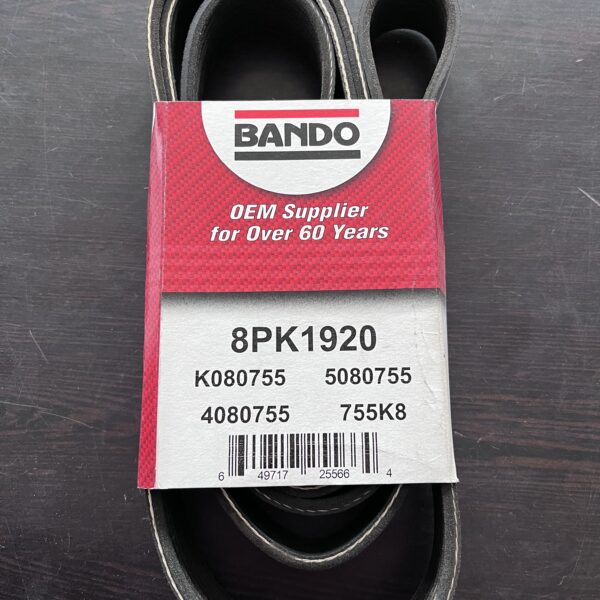 BANDO
OEM Supplier
for Over 60 Years
8PK1920
K080755 5080755
4080755 755K8
6 49717 25566 4